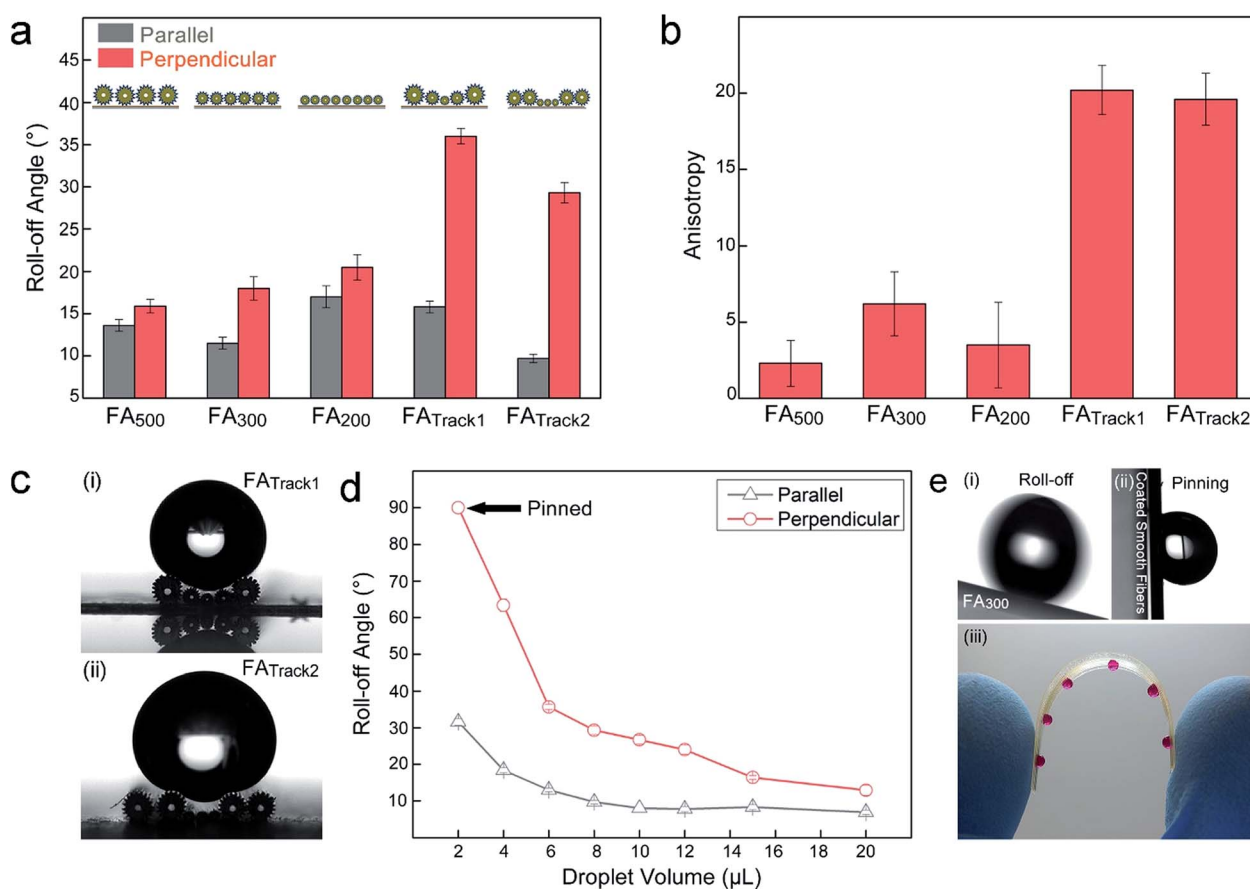 a
Parallel
Perpendicular
Roll-off Angle (°)
45
40
35
30
25
20
15
10
5
FA500
FA300
FA200
FATrack1
FATrack2
b
Anisotropy
20
15
10
5
0
FA500
FA300
FA200
FATrack1
FATrack2
c
(i)
FATrack1
(ii)
FATrack2
d
Roll-off Angle (°)
90
80
70
60
50
40
30
20
10
Pinned
Parallel
Perpendicular
2 4 6 8 10 12 14 16 18 20
Droplet Volume (µL)
e
(i)
Roll-off
FA300
(ii)
Pinning
Coated Smooth Fibers
(iii)